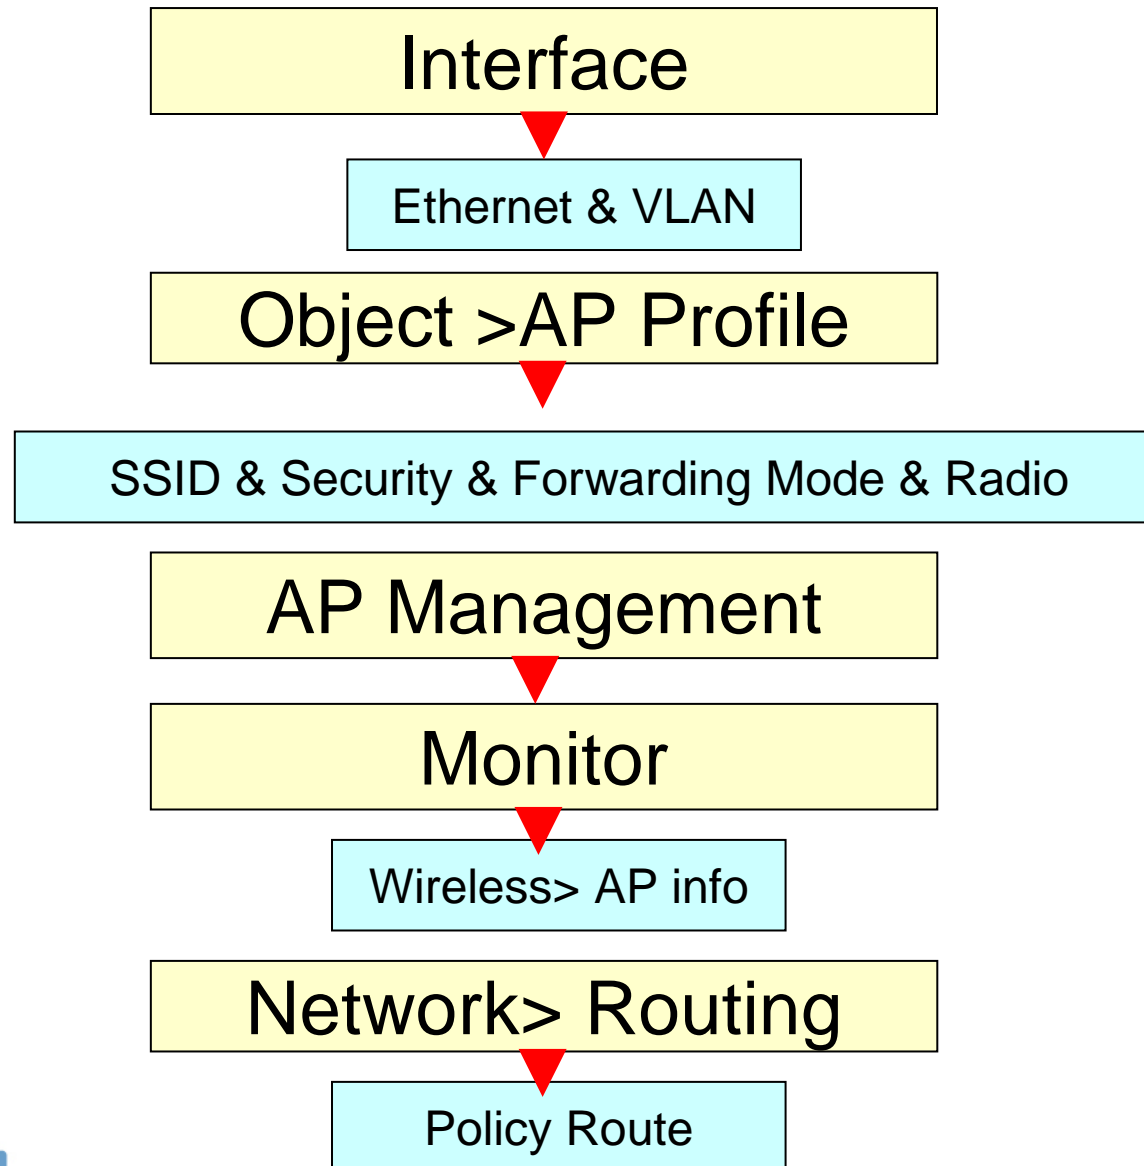 Interface
Ethernet & VLAN
Object >AP Profile
SSID & Security & Forwarding Mode & Radio
AP Management
Monitor
Wireless> AP info
Network> Routing
Policy Route